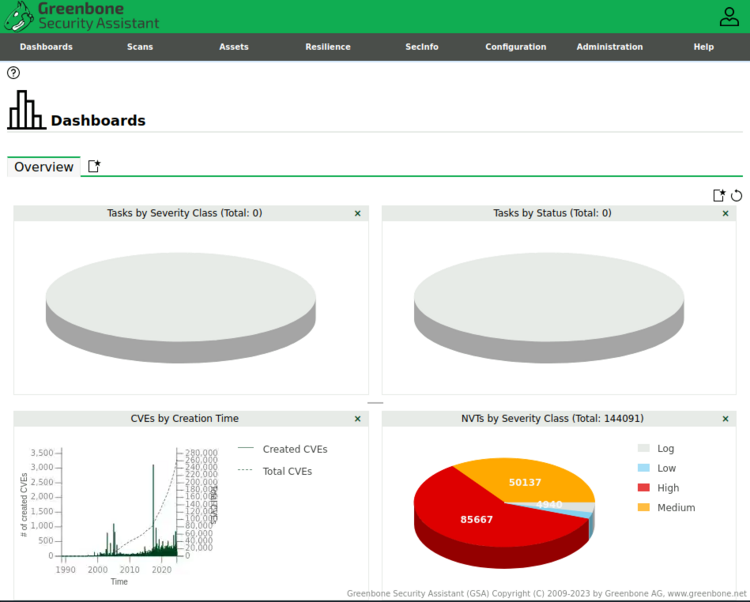 Greenbone
Security Assistant
Dashboards Scans Assets Resilience SecInfo Configuration Administration Help
Dashboards
Overview
Tasks by Severity Class (Total: 0) ×
Tasks by Status (Total: 0) ×
CVEs by Creation Time ×
# of created CVEs
3,500
3,000
2,500
2,000
1,500
1,000
500
0
280,000
260,000
240,000
220,000
200,000
180,000
160,000
140,000
120,000
100,000
80,000
60,000
40,000
20,000
0
1990 2000 2010 2020
Time
Created CVEs
Total CVEs
NVTs by Severity Class (Total: 144091) ×
50137
4940
85667
Log
Low
High
Medium
Greenbone Security Assistant (GSA) Copyright (C) 2009-2023 by Greenbone AG, www.greenbone.net